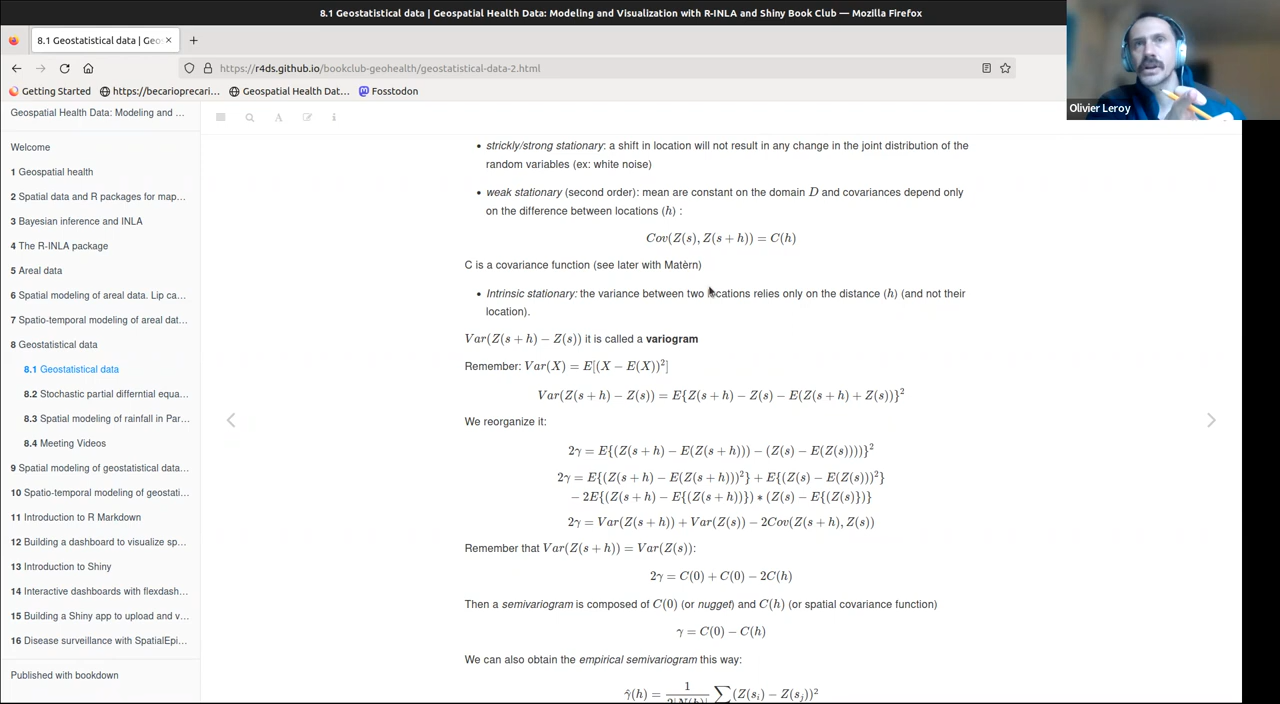 8.1 Geostatistical data | Geospatial Health Data: Modeling and Visualization with R-INLA and Shiny Book Club — Mozilla Firefox
8.1 Geostatistical data | Geo
https://r4ds.github.io/bookclub-geohealth/geostatistical-data-2.html
Getting Started
https://becarioprecari...
Geospatial Health Dat...
Fosstodon
Olivier Leroy
Geospatial Health Data: Modeling and ...
Welcome
1 Geospatial health
2 Spatial data and R packages for map...
3 Bayesian inference and INLA
4 The R-INLA package
5 Areal data
6 Spatial modeling of areal data. Lip ca...
7 Spatio-temporal modeling of areal dat...
8 Geostatistical data
8.1 Geostatistical data
8.2 Stochastic partial differntial equa...
8.3 Spatial modeling of rainfall in Par...
8.4 Meeting Videos
9 Spatial modeling of geostatistical data...
10 Spatio-temporal modeling of geostati...
11 Introduction to R Markdown
12 Building a dashboard to visualize sp...
13 Introduction to Shiny
14 Interactive dashboards with flexdash...
15 Building a Shiny app to upload and v...
16 Disease surveillance with SpatialEpi...
Published with bookdown
• strickly/strong stationary: a shift in location will not result in any change in the joint distribution of the
random variables (ex: white noise)
• weak stationary (second order): mean are constant on the domain D and covariances depend only
on the difference between locations (h) :
Cov(Z(s), Z(s + h)) = C(h)
C is a covariance function (see later with Matèrn)
• Intrinsic stationary: the variance between two locations relies only on the distance (h) (and not their
location).
Var(Z(s + h) − Z(s)) it is called a variogram
Remember: Var(X) = E[(X − E(X))²]
Var(Z(s + h) − Z(s)) = E{Z(s + h) − Z(s) − E(Z(s + h) + Z(s))}²
We reorganize it:
2γ = E{(Z(s + h) − E(Z(s + h))) − (Z(s) − E(Z(s))))}²
2γ = E{(Z(s + h) − E(Z(s + h)))²} + E{(Z(s) − E(Z(s)))²}
− 2E{(Z(s + h) − E{(Z(s + h))}) ∗ (Z(s) − E{(Z(s)})}
2γ = Var(Z(s + h)) + Var(Z(s)) − 2Cov(Z(s + h), Z(s))
Remember that Var(Z(s + h)) = Var(Z(s)):
2γ = C(0) + C(0) − 2C(h)
Then a semivariogram is composed of C(0) (or nugget) and C(h) (or spatial covariance function)
γ = C(0) − C(h)
We can also obtain the empirical semivariogram this way:
γ̂(h) = 1/2|N(h)| ∑(Z(sᵢ) − Z(sⱼ))²